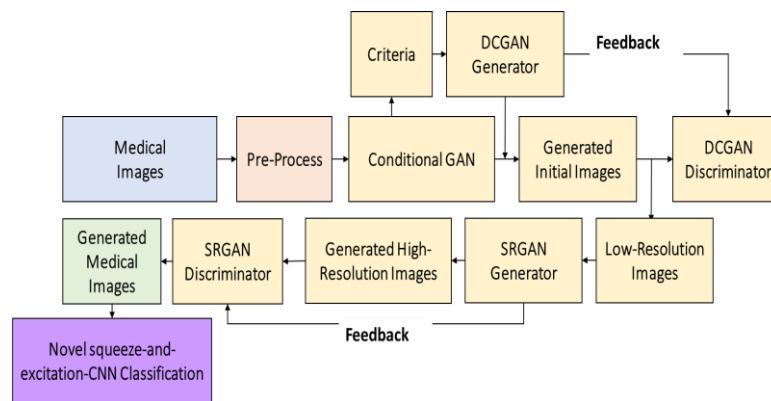 Criteria
DCGAN
Generator
Feedback
Medical
Images
Pre-Process
Conditional GAN
Generated
Initial Images
DCGAN
Discriminator
Generated
Medical
Images
SRGAN
Discriminator
Generated High-
Resolution Images
SRGAN
Generator
Low-Resolution
Images
Feedback
Novel squeeze-and-
excitation-CNN Classification